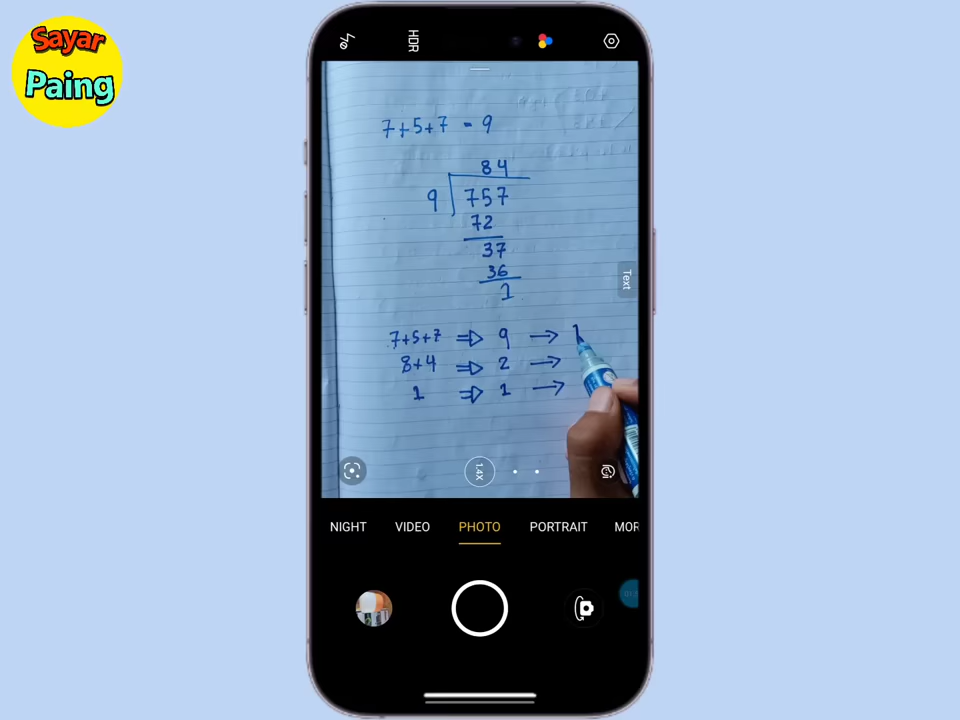 Sayar
Paing
HDR
7+5+7 = 9
84
9 757
72
37
36
1
Text
7+5+7 ⇒ 9 → 1
8+4 ⇒ 2 →
1 ⇒ 1 →
1.4X
NIGHT VIDEO PHOTO PORTRAIT MOR